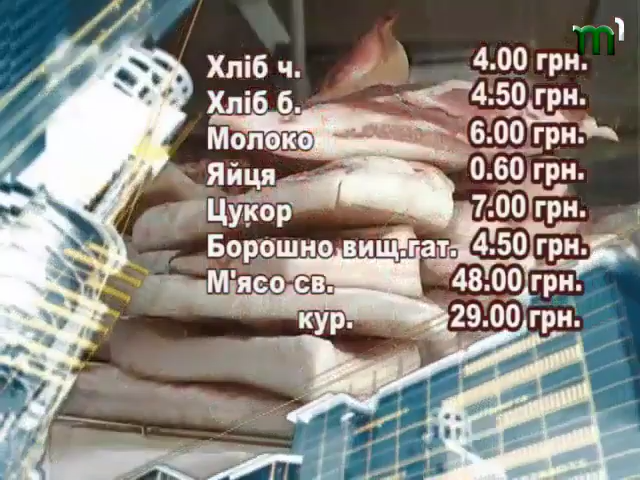 m1
Хліб ч. 4.00 грн.
Хліб б. 4.50 грн.
Молоко 6.00 грн.
Яйця 0.60 грн.
Цукор 7.00 грн.
Борошно вищ.гат. 4.50 грн.
М'ясо св. 48.00 грн.
кур. 29.00 грн.